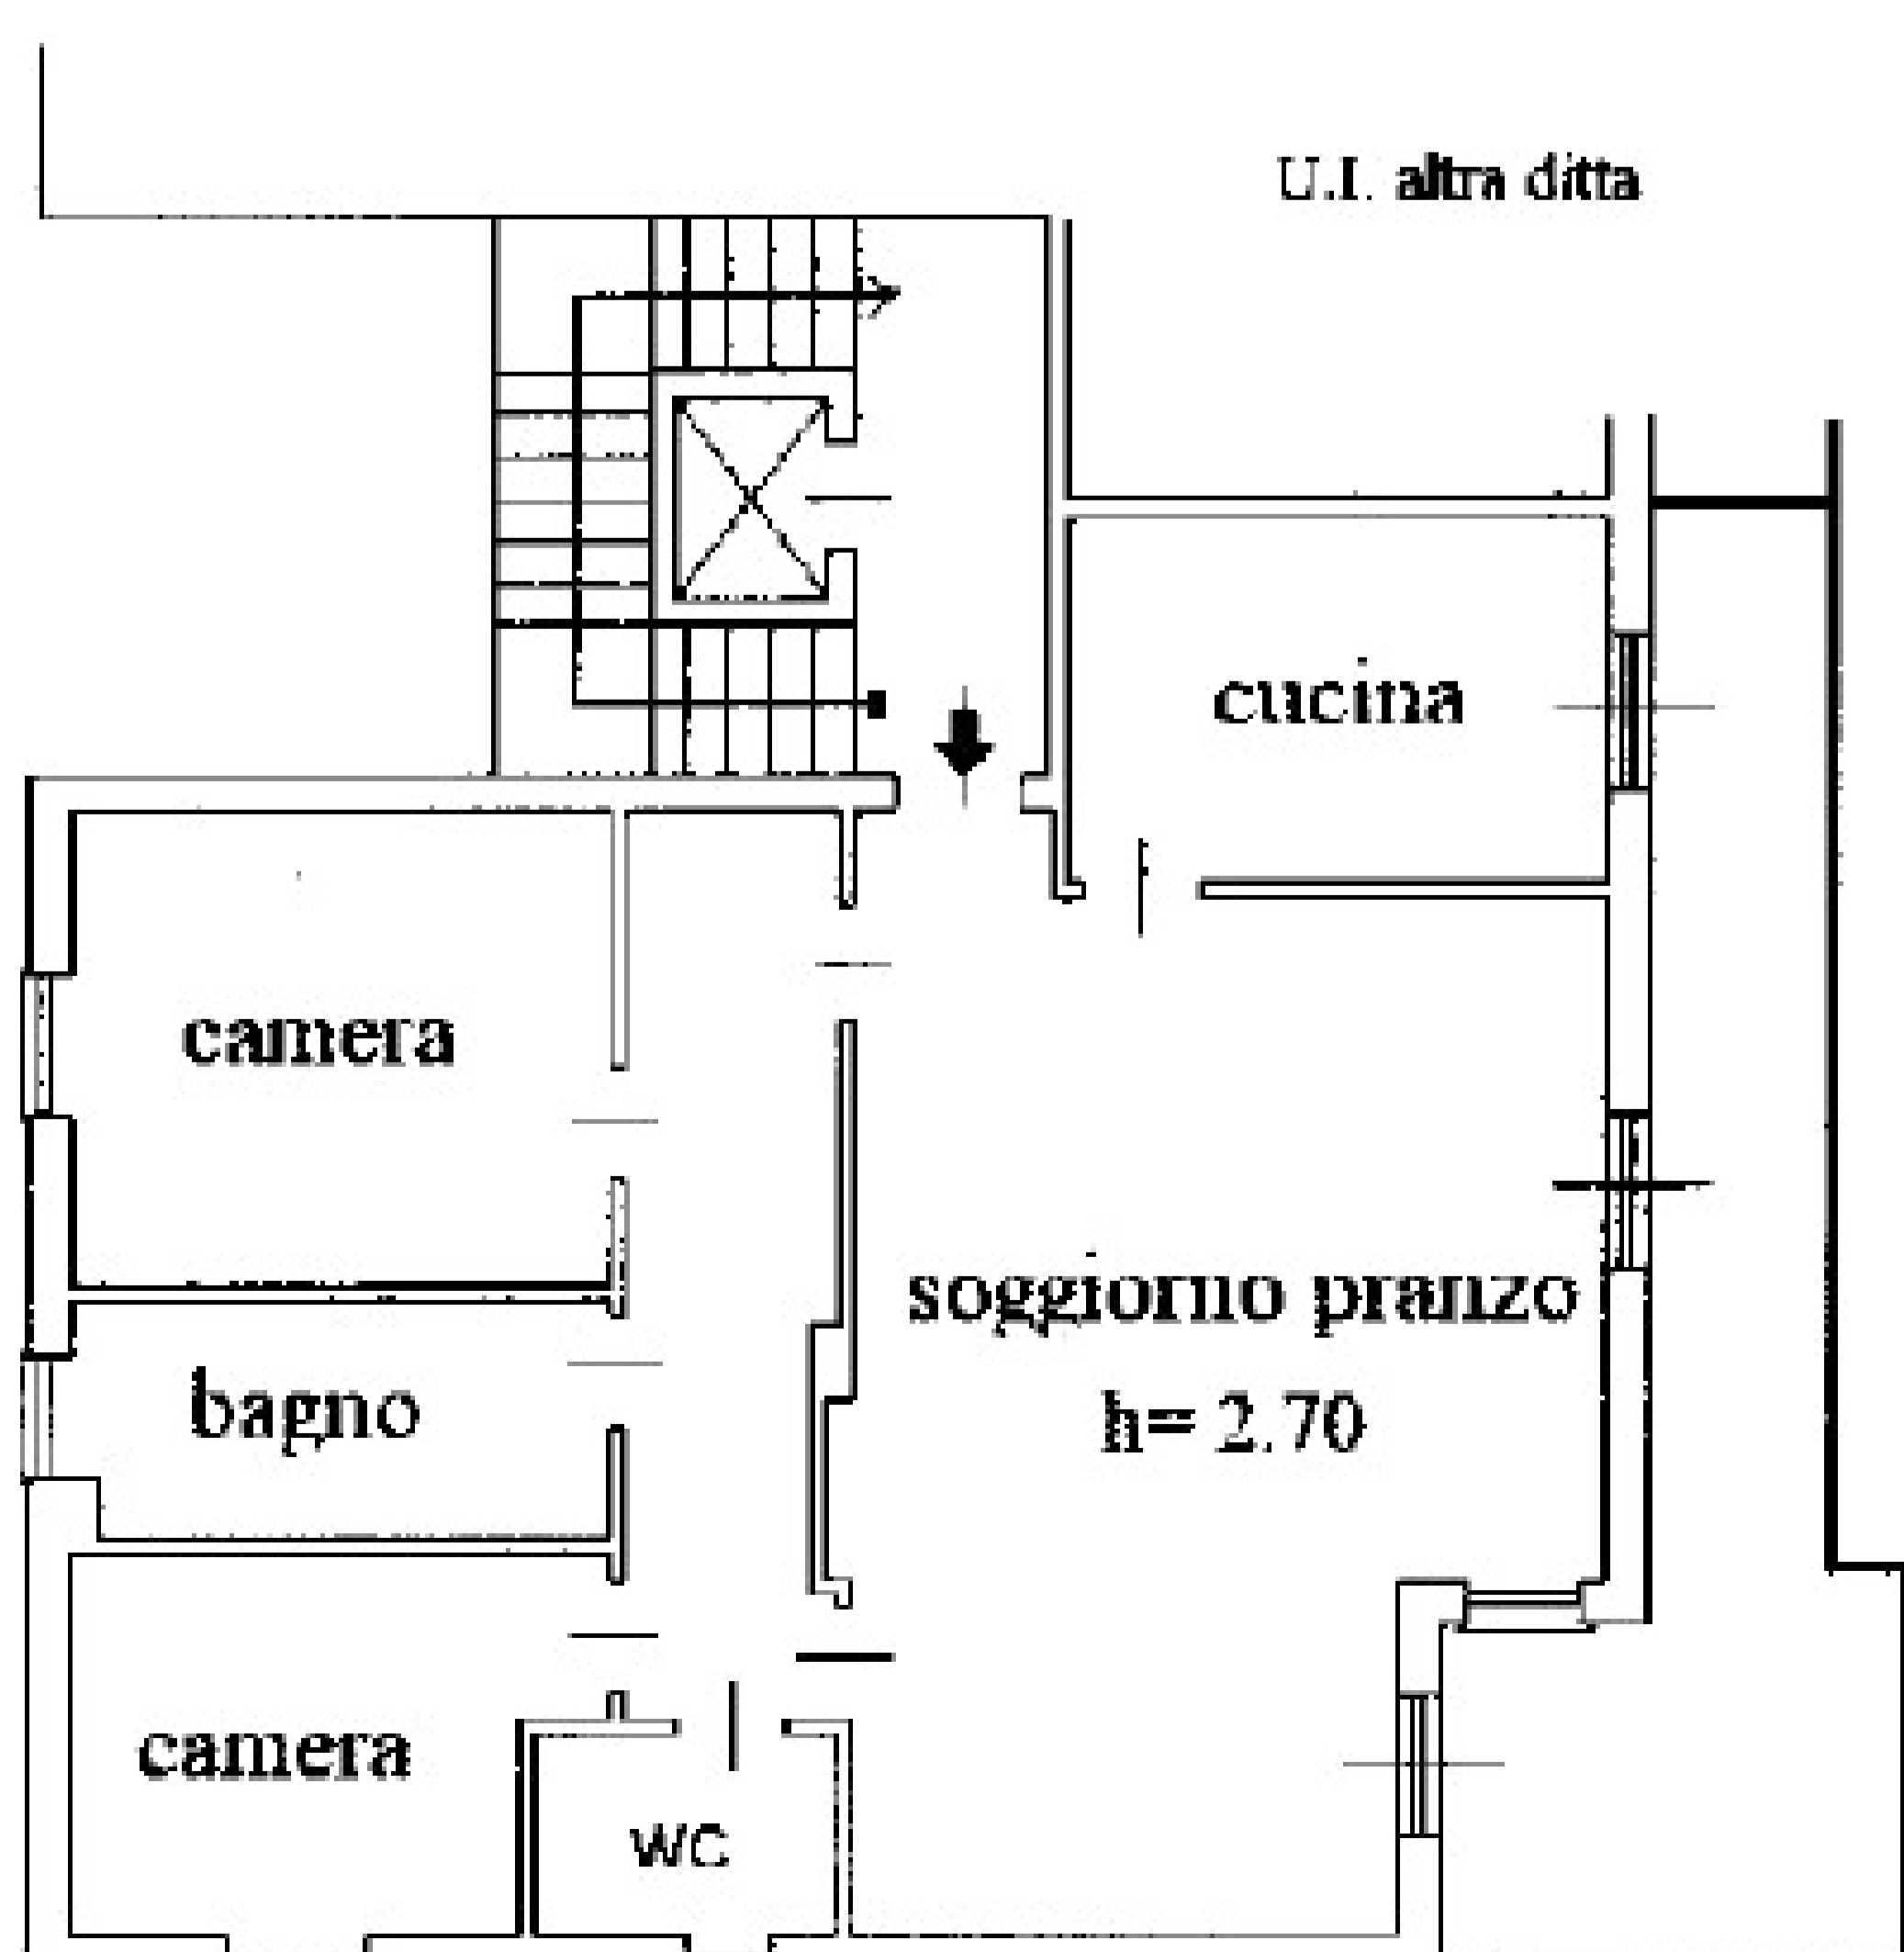 U.I. altra ditta
cucina
camera
soggiorno pranzo
h= 2.70
bagno
camera
WC